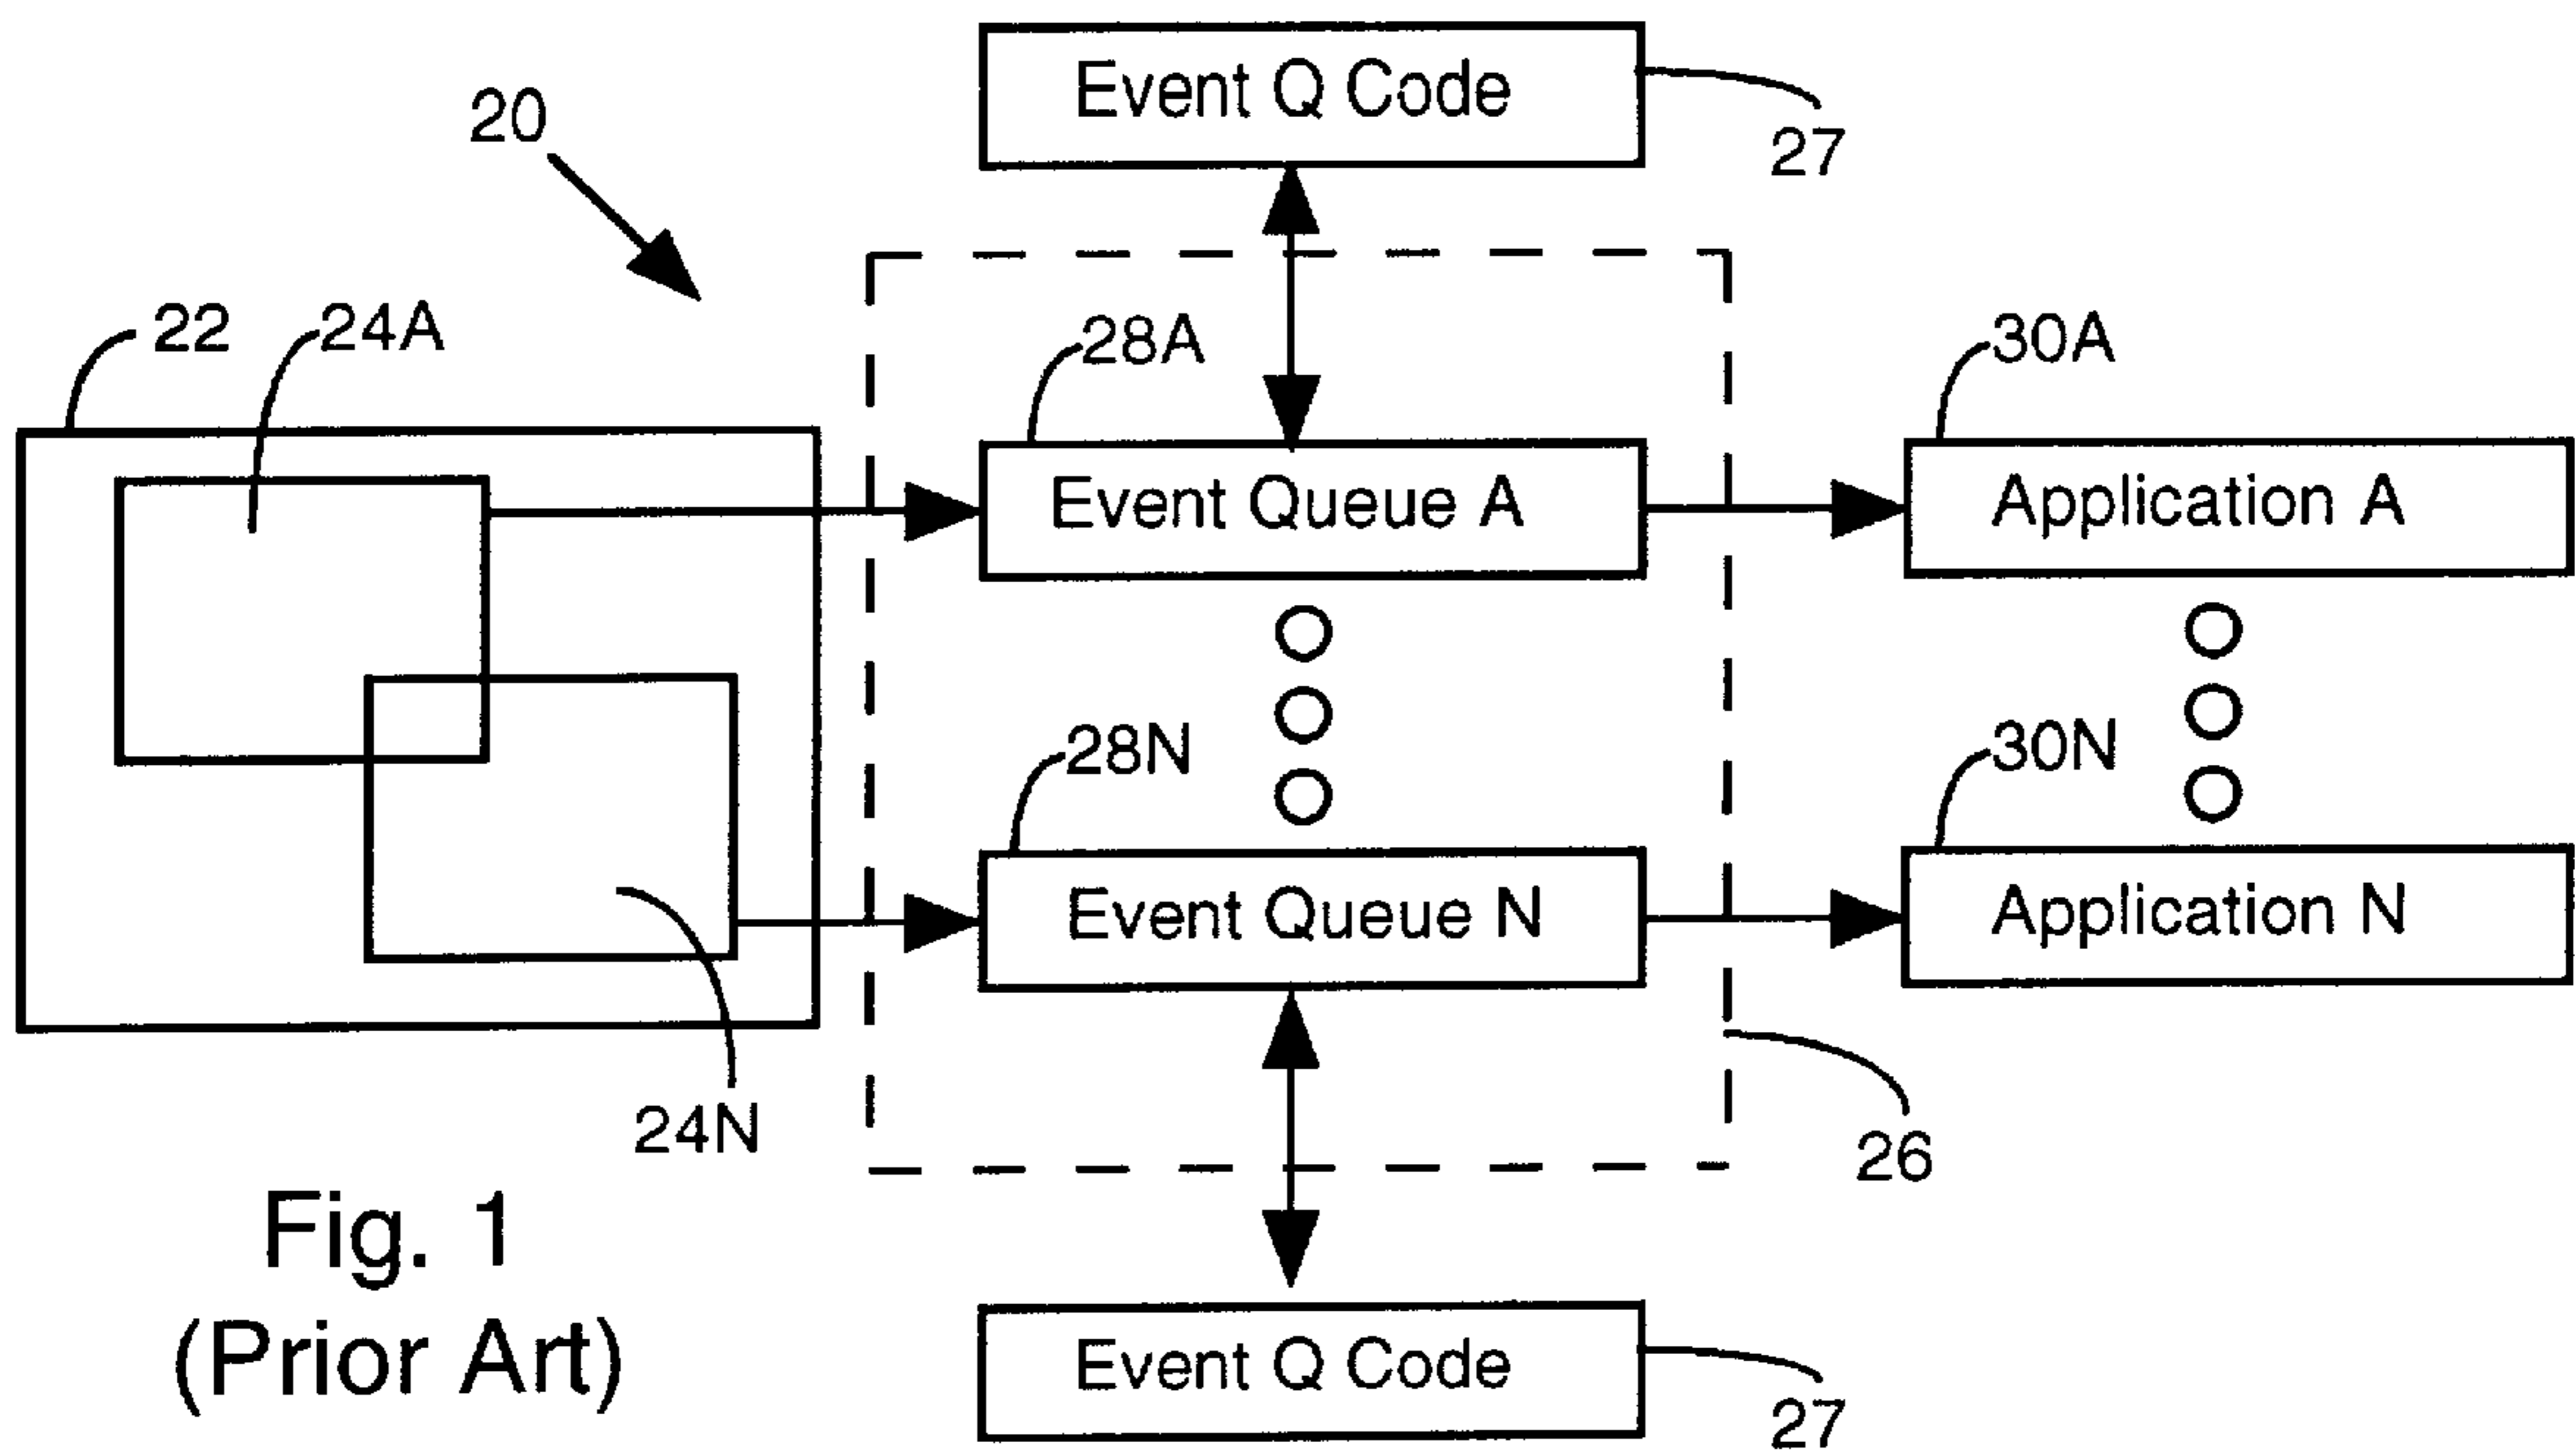 Event Q Code
27
20
22
24A
28A
30A
Event Queue A
Application A
28N
30N
Event Queue N
Application N
24N
26
Fig. 1
(Prior Art)
Event Q Code
27